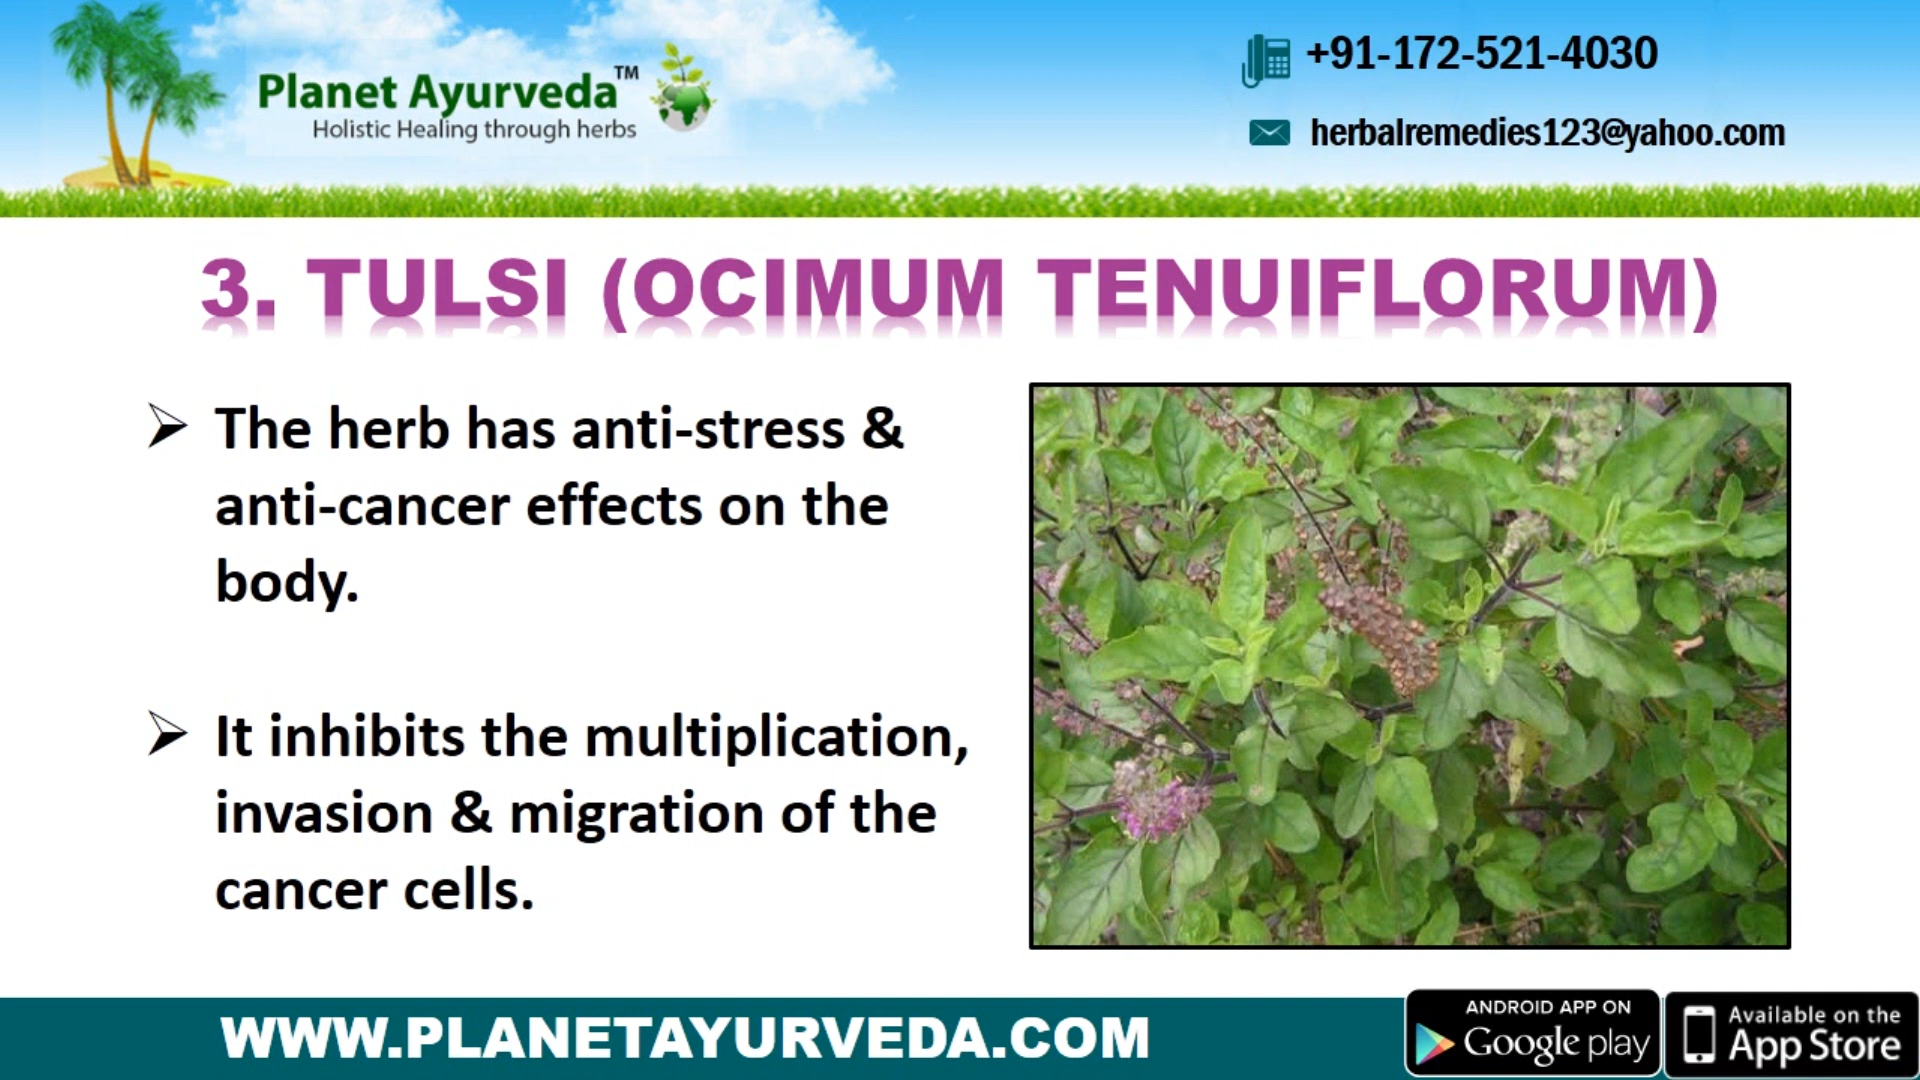 Planet Ayurveda™
Holistic Healing through herbs
+91-172-521-4030
herbalremedies123@yahoo.com
3. TULSI (OCIMUM TENUIFLORUM)
The herb has anti-stress &
anti-cancer effects on the
body.
It inhibits the multiplication,
invasion & migration of the
cancer cells.
WWW.PLANETAYURVEDA.COM
ANDROID APP ON
Google play
Available on the
App Store